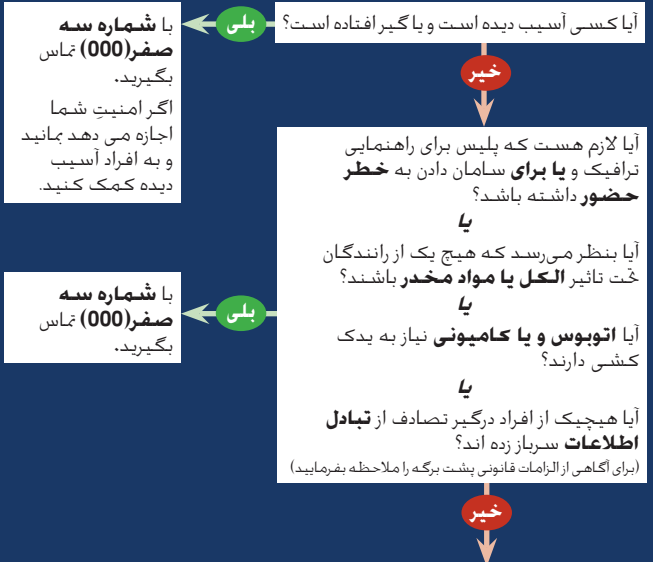 آیا کسی آسیب دیده است و یا گیر افتاده است؟
بلی
با شماره سه
صفر(000) تماس
بگیرید.
اگر امنیتِ شما
اجازه می دهد بمانید
و به افراد آسیب
دیده کمک کنید.
خیر
آیا لازم هست که پلیس برای راهنمایی
ترافیک و یا برای سامان دادن به خطر
حضور داشته باشد؟
یا
آیا بنظر می‌رسد که هیچ یک از رانندگان
تحت تاثیر الکل یا مواد مخدر باشند؟
یا
آیا اتوبوس و یا کامیونی نیاز به یدک
کشی دارند؟
یا
آیا هیچیک از افراد درگیر تصادف از تبادل
اطلاعات سرباز زده اند؟
(برای آگاهی از الزامات قانونی پشت برگه را ملاحظه بفرمایید)
بلی
با شماره سه
صفر(000) تماس
بگیرید.
خیر